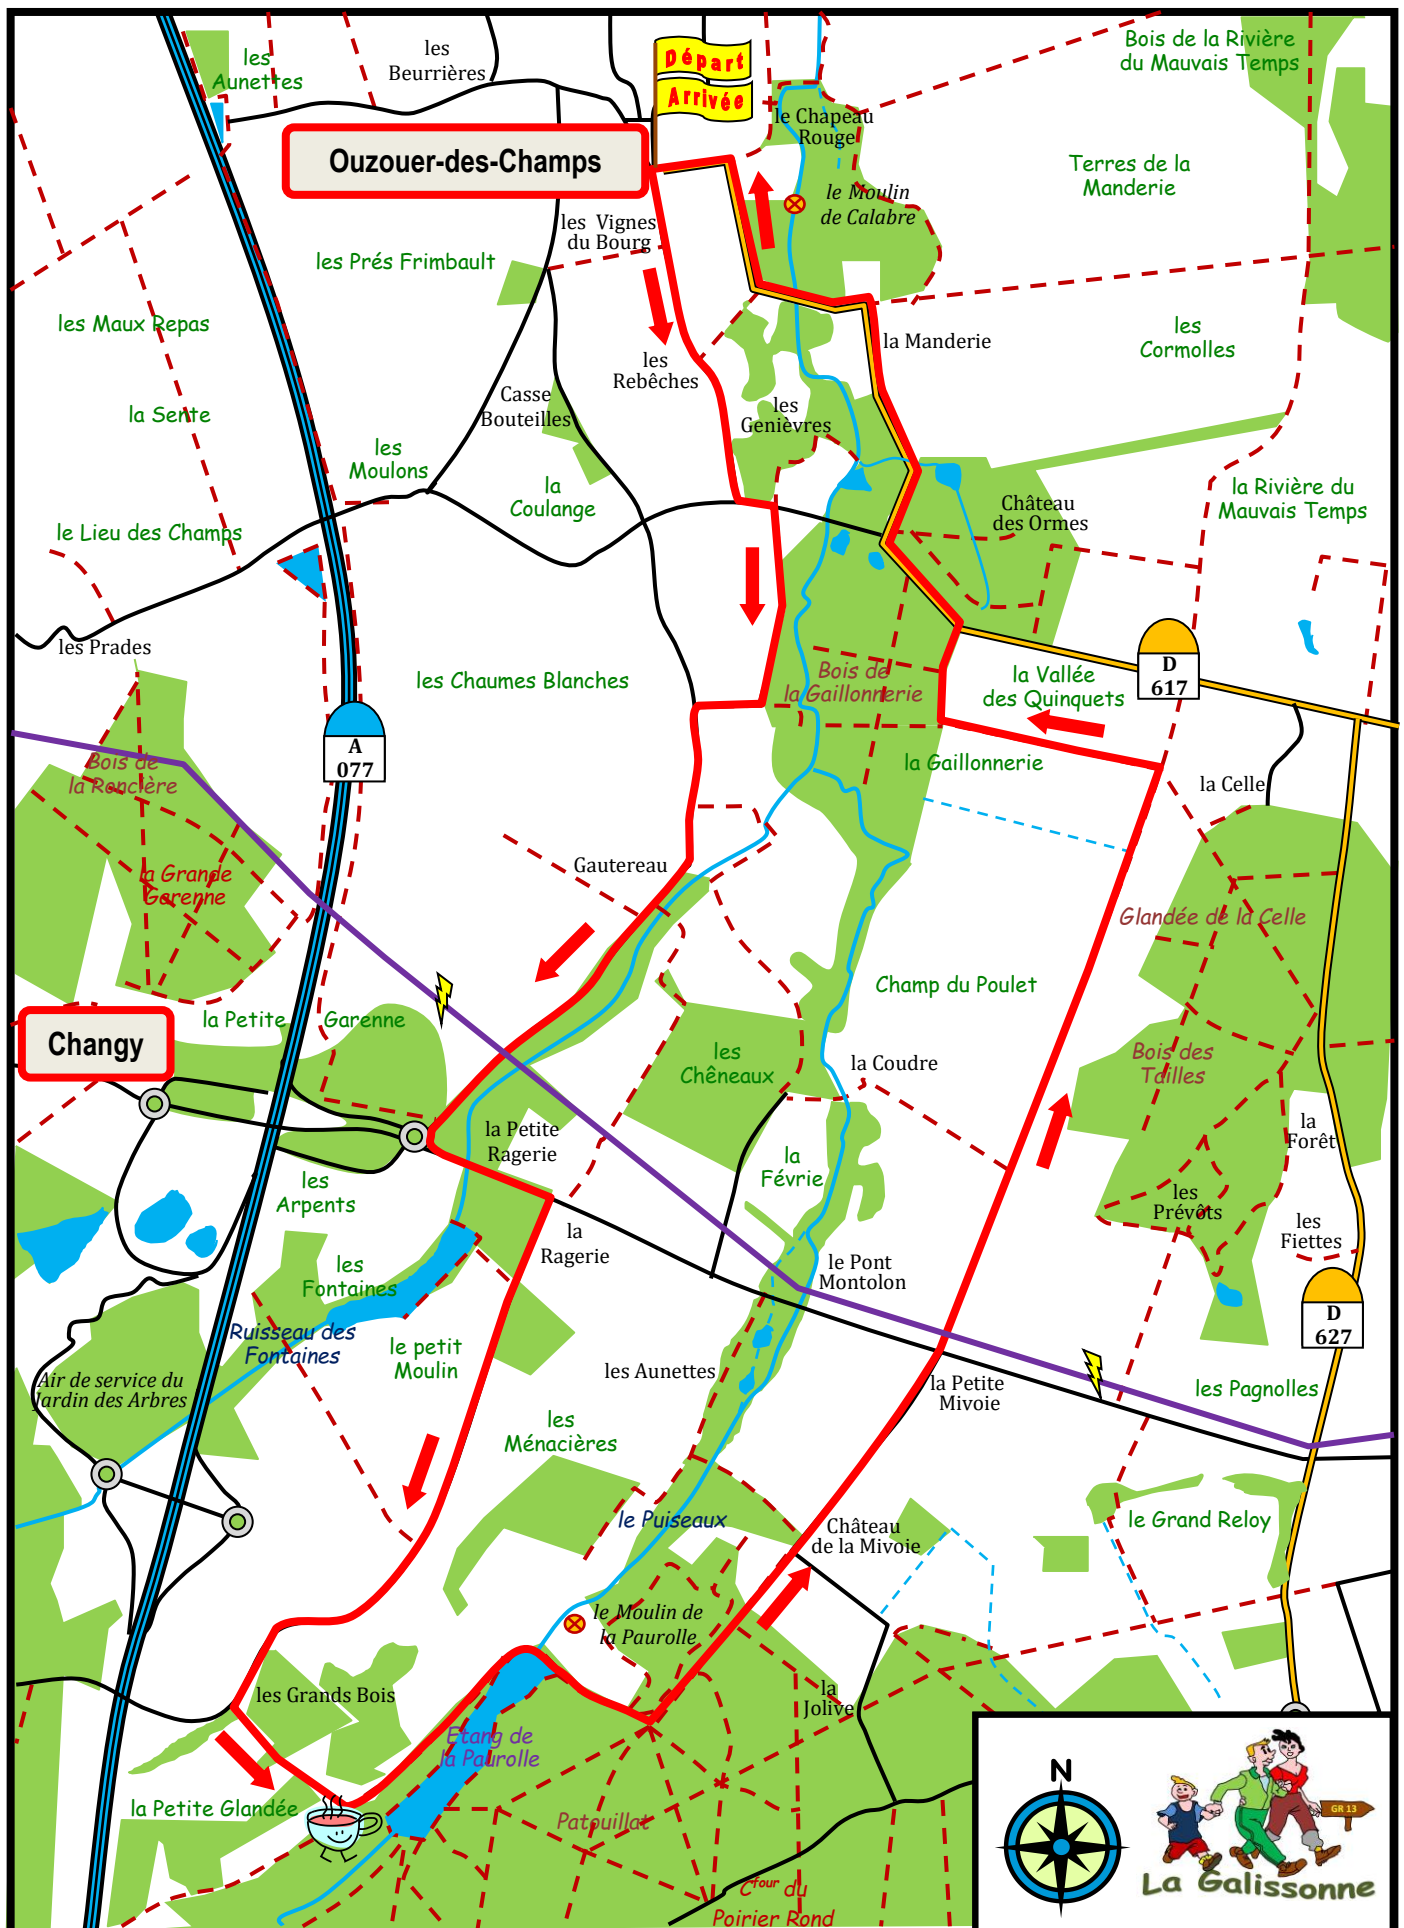 les
Aunettes
les
Beurrières
Départ
Arrivée
Bois de la Rivière
du Mauvais Temps
le Chapeau
Rouge
Ouzouer-des-Champs
Terres de la
Manderie
le Moulin
de Calabre
les Vignes
du Bourg
les Prés Frimbault
les Maux Repas
les
Cormolles
la Manderie
les
Rebêches
Casse
Bouteilles
la Sente
les
Genièvres
les
Moulons
la
Coulange
la Rivière du
Mauvais Temps
Château
des Ormes
le Lieu des Champs
les Prades
les Chaumes Blanches
Bois de
la Gaillonnerie
la Vallée
des Quinquets
D
617
A
077
Bois de
la Roncière
la Gaillonnerie
la Celle
la Grande
Garenne
Gautereau
Glandée de la Celle
Champ du Poulet
la Petite Garenne
Changy
les
Chêneaux
la Coudre
Bois des
Tailles
la Petite
Ragerie
la
Forêt
la
Février
les
Arpents
les
Prévôts
les
Fiettes
la
Ragerie
les
Fontaines
le Pont
Montolon
D
627
Ruisseau des
Fontaines
le petit
Moulin
les Aunettes
Air de service du
Jardin des Arbres
la Petite
Mivoie
les Pagnolles
les
Ménacières
le Puiseaux
Château
de la Mivoie
le Grand Reloy
le Moulin de
la Paurolle
les Grands Bois
la
Jolive
Etang de
la Paurolle
la Petite Glandée
Patouillat
C four du
Poirier Rond
N
GR 13
La Galissonne